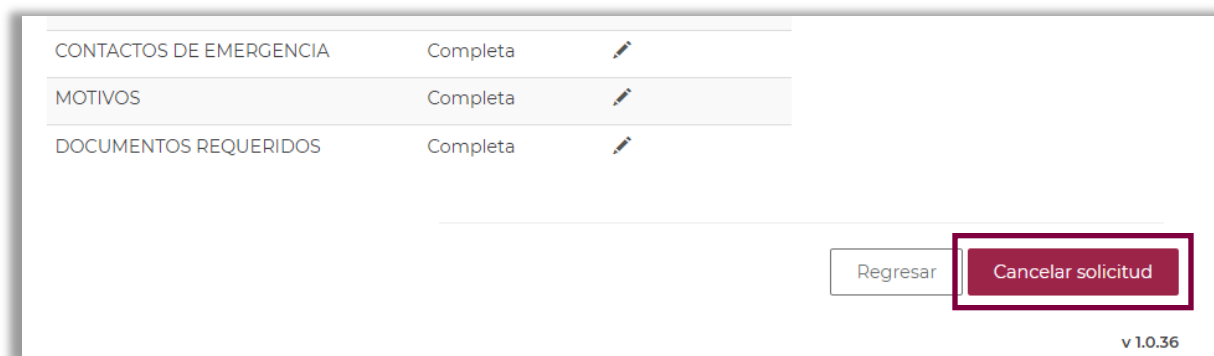 CONTACTOS DE EMERGENCIA Completa
MOTIVOS Completa
DOCUMENTOS REQUERIDOS Completa
Regresar Cancelar solicitud
v 1.0.36